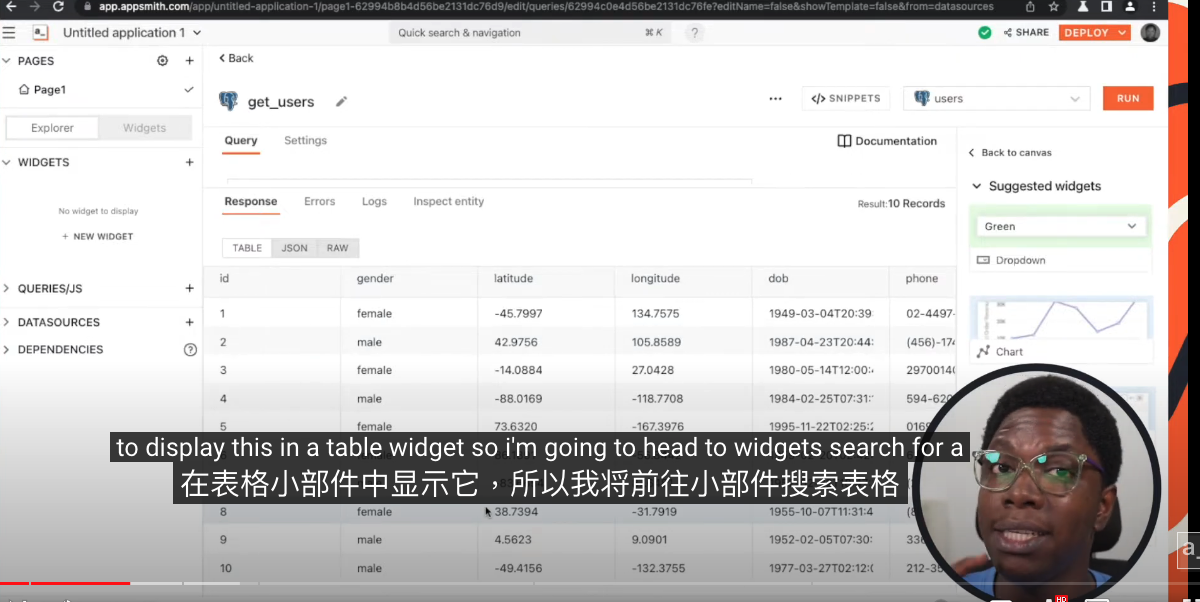 app.appsmith.com/app/untitled-application-1/page1-62994b8b4d56be2131dc76d9/edit/queries/62994c0e4d56be2131dc76fe?editName=false&showTemplate=false&from=datasources
a_ Untitled application 1 Quick search & navigation ⌘ K ? SHARE DEPLOY
PAGES +
Page1
Explorer Widgets
WIDGETS +
No widget to display
+ NEW WIDGET
QUERIES/JS +
DATASOURCES +
DEPENDENCIES ?
Back
get_users ... </> SNIPPETS users RUN
Query Settings Documentation
Response Errors Logs Inspect entity Result:10 Records
TABLE JSON RAW
id gender latitude longitude dob phone
1 female -45.7997 134.7575 1949-03-04T20:39: 02-4497-
2 male 42.9756 105.8589 1987-04-23T20:44: (456)-174
3 female -14.0884 27.0428 1980-05-14T12:00: 2970014
4 male -88.0169 -118.7708 1984-02-25T07:31: 594-620
5 female 73.6320 -167.3976 1995-11-22T02:25: 0169
8 female 38.7394 -31.7919 1955-10-07T11:31:4
9 male 4.5623 9.0901 1952-02-05T07:30: 336
10 male -49.4156 -132.3755 1977-03-27T02:12:0 212-35
Back to canvas
Suggested widgets
Green
Dropdown
Chart
to display this in a table widget so i'm going to head to widgets search for a
在表格小部件中显示它，所以我将前往小部件搜索表格
a_
HD